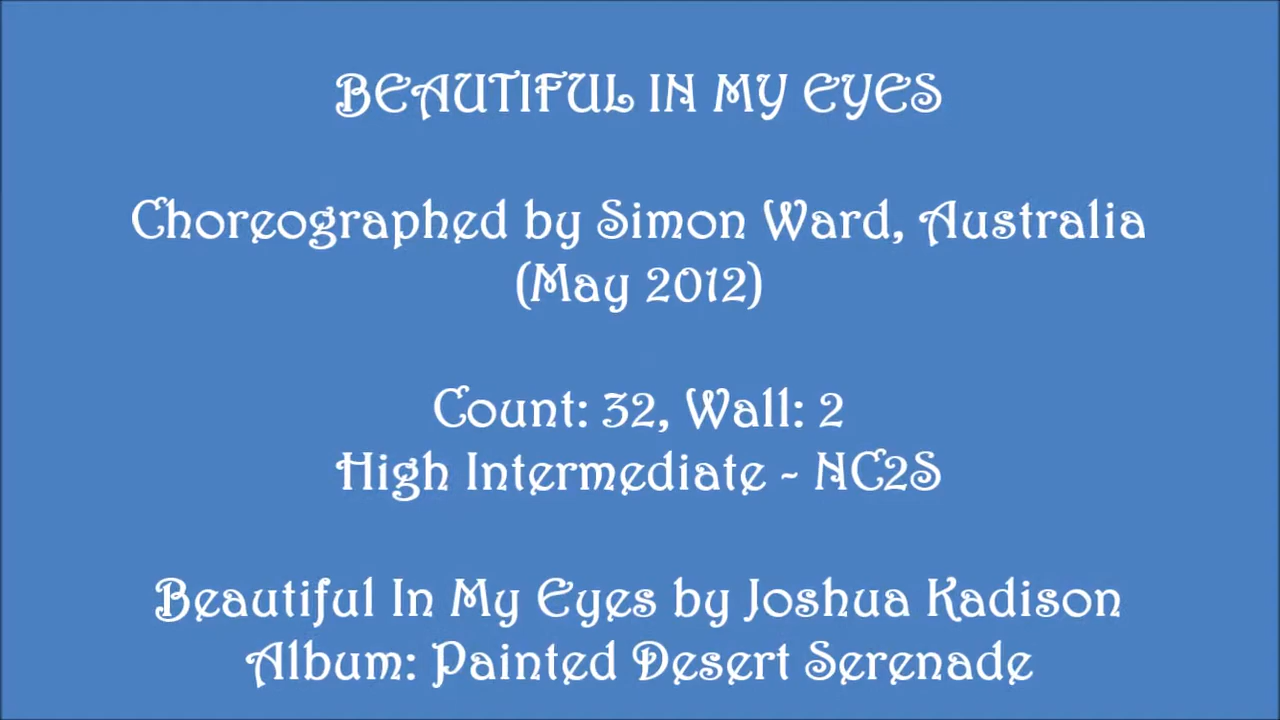 BEAUTIFUL IN MY EYES
Choreographed by Simon Ward, Australia
(May 2012)
Count: 32, Wall: 2
High Intermediate - NC2S
Beautiful In My Eyes by Joshua Kadison
Album: Painted Desert Serenade